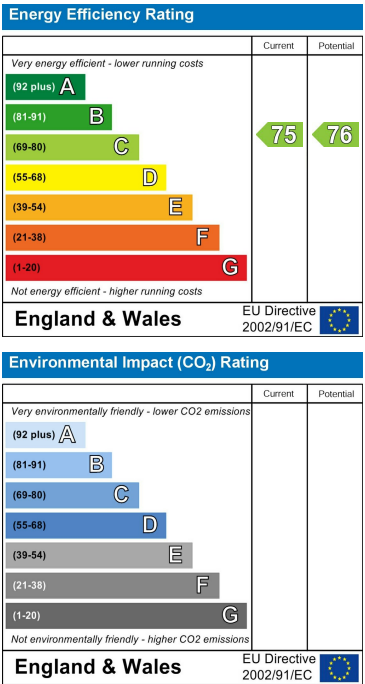 Energy Efficiency Rating
Current Potential
Very energy efficient - lower running costs
(92 plus) A
(81-91) B
(69-80) C
75 76
(55-68) D
(39-54) E
(21-38) F
(1-20) G
Not energy efficient - higher running costs
England & Wales
EU Directive
2002/91/EC
Environmental Impact (CO₂) Rating
Current Potential
Very environmentally friendly - lower CO2 emissions
(92 plus) A
(81-91) B
(69-80) C
(55-68) D
(39-54) E
(21-38) F
(1-20) G
Not environmentally friendly - higher CO2 emissions
England & Wales
EU Directive
2002/91/EC